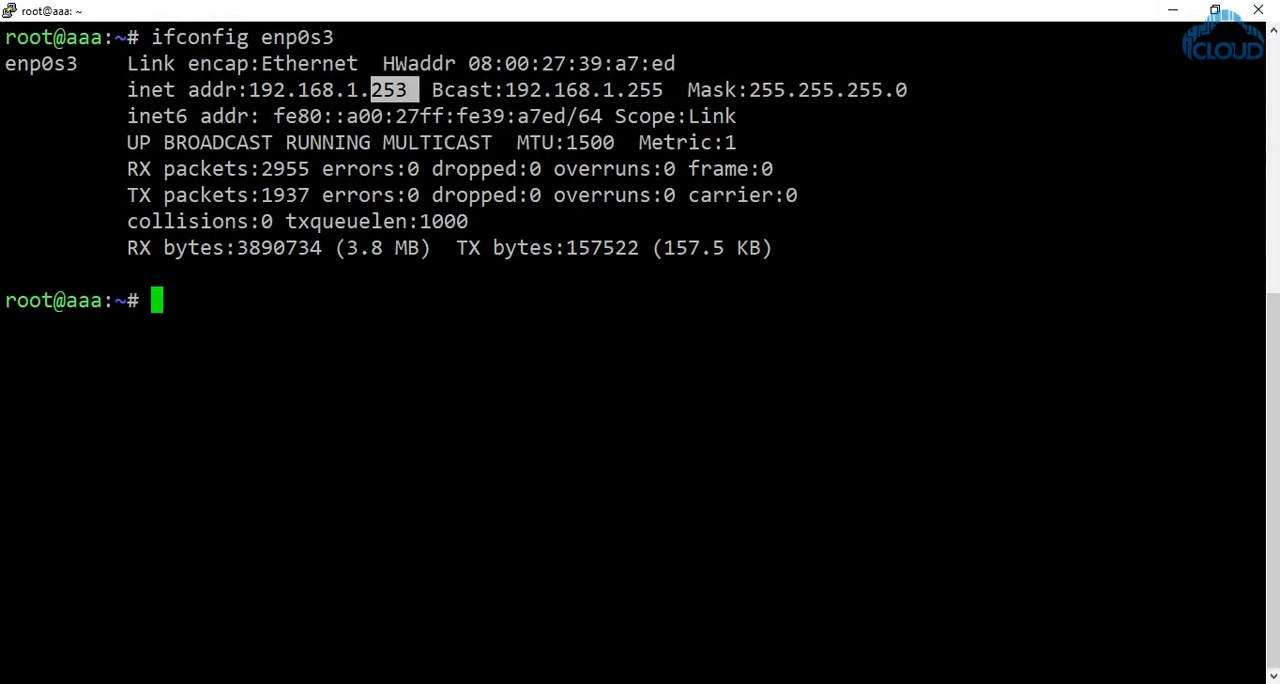 root@aaa: ~
iCLOUD
root@aaa:~# ifconfig enp0s3
enp0s3    Link encap:Ethernet  HWaddr 08:00:27:39:a7:ed
          inet addr:192.168.1.253  Bcast:192.168.1.255  Mask:255.255.255.0
          inet6 addr: fe80::a00:27ff:fe39:a7ed/64 Scope:Link
          UP BROADCAST RUNNING MULTICAST  MTU:1500  Metric:1
          RX packets:2955 errors:0 dropped:0 overruns:0 frame:0
          TX packets:1937 errors:0 dropped:0 overruns:0 carrier:0
          collisions:0 txqueuelen:1000
          RX bytes:3890734 (3.8 MB)  TX bytes:157522 (157.5 KB)
root@aaa:~#